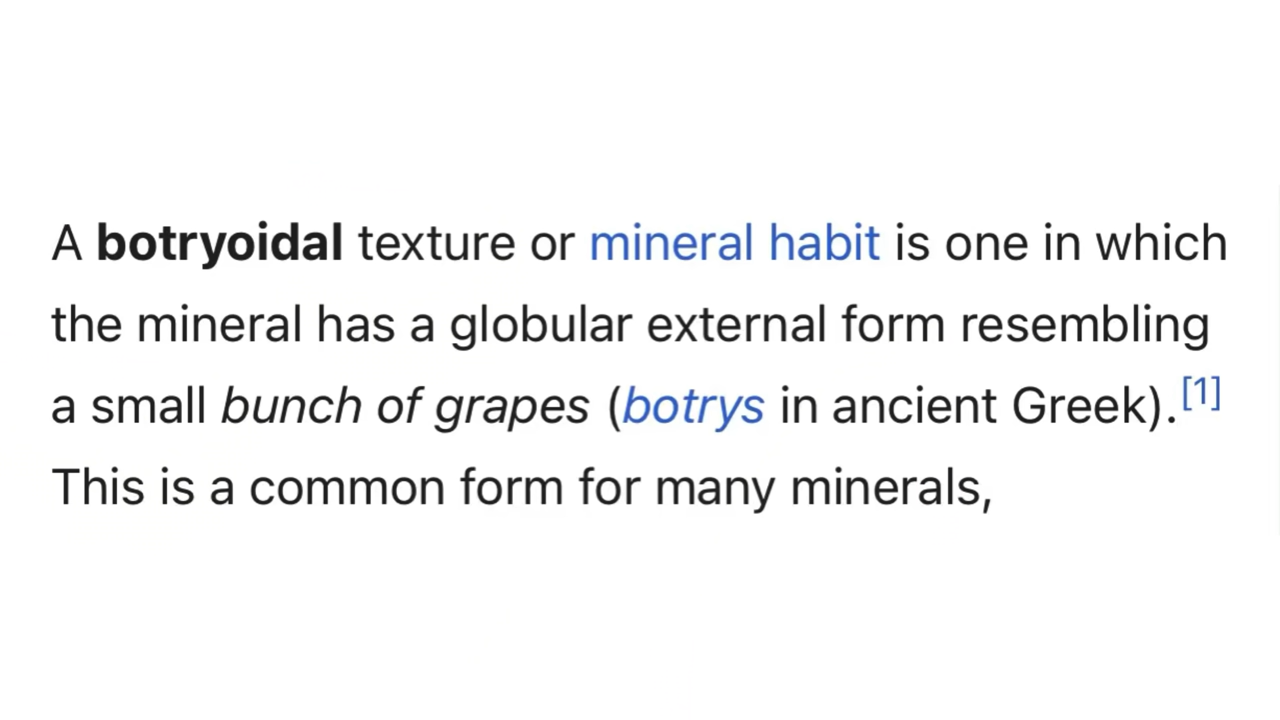 A botryoidal texture or mineral habit is one in which
the mineral has a globular external form resembling
a small bunch of grapes (botrys in ancient Greek).[1]
This is a common form for many minerals,